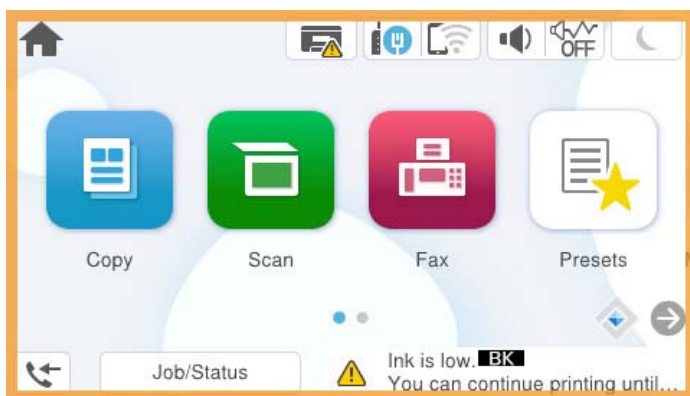 OFF
Copy Scan Fax Presets
Job/Status
Ink is low. BK
You can continue printing until...